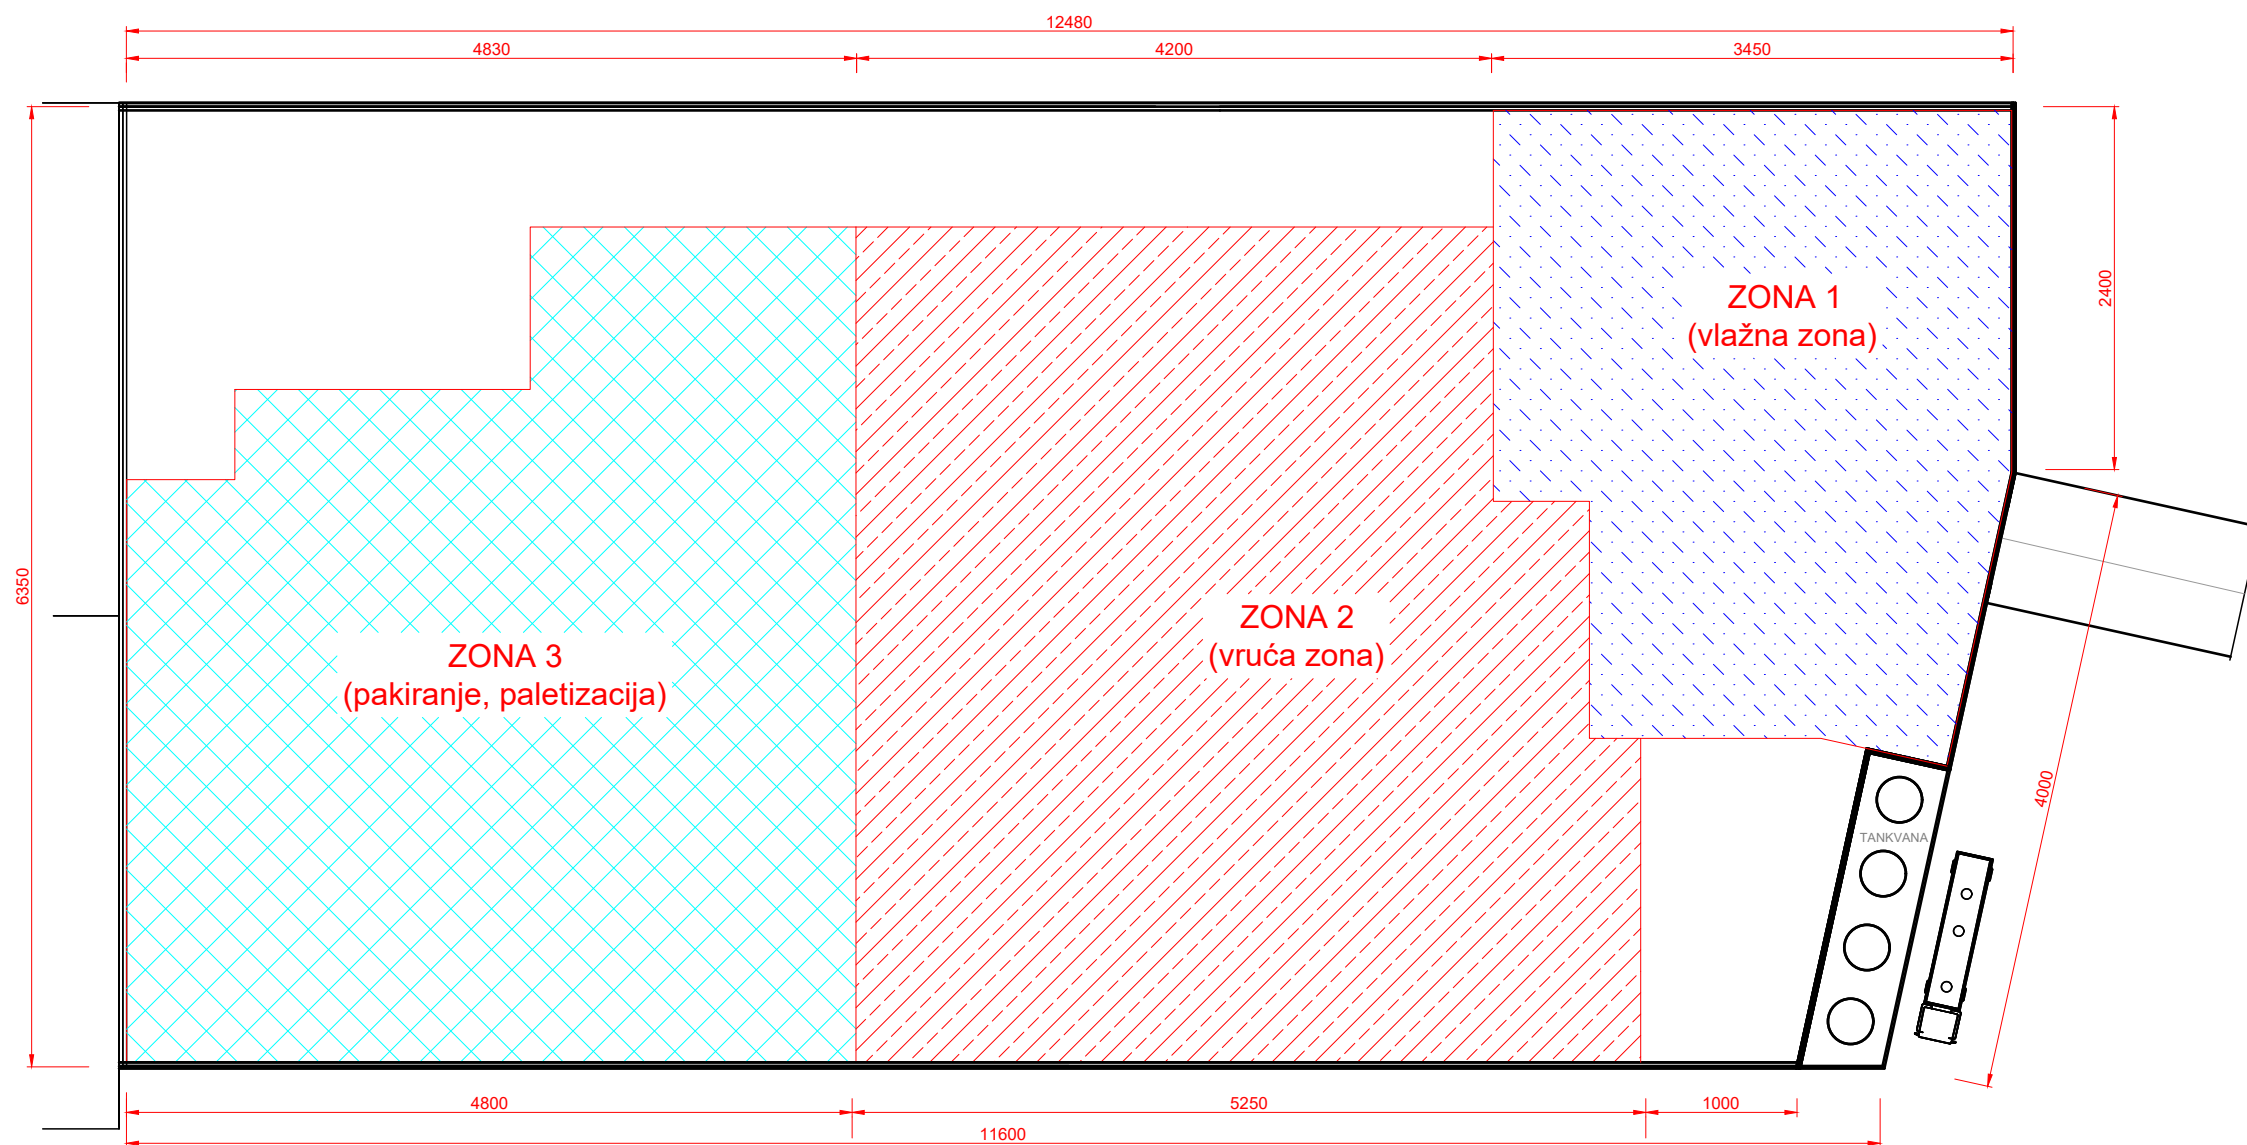 12480
4830
4200
3450
2400
ZONA 1
(vlažna zona)
6350
ZONA 2
(vruća zona)
ZONA 3
(pakiranje, paletizacija)
4000
TANKVANA
4800
5250
1000
11600